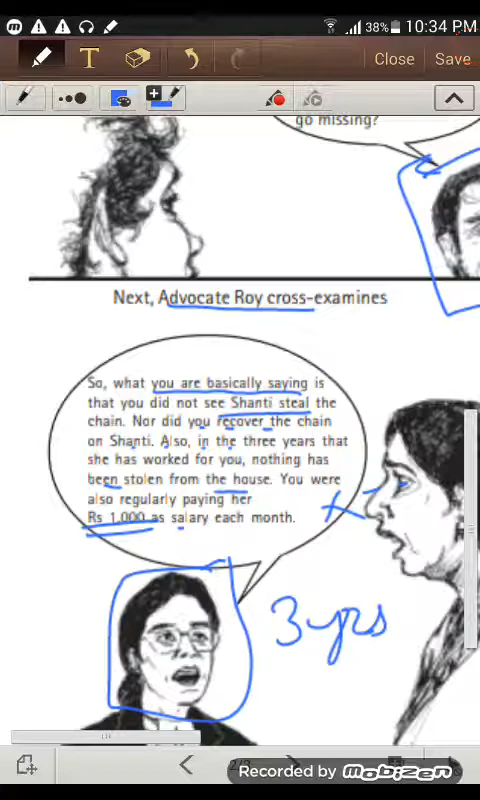 38% 10:34 PM
T Close Save
go missing?
Next, Advocate Roy cross-examines
So, what you are basically saying is
that you did not see Shanti steal the
chain. Nor did you recover the chain
on Shanti. Also, in the three years that
she has worked for you, nothing has
been stolen from the house. You were
also regularly paying her
Rs 1,000 as salary each month.
3 yrs
2/3
Recorded by mobizen